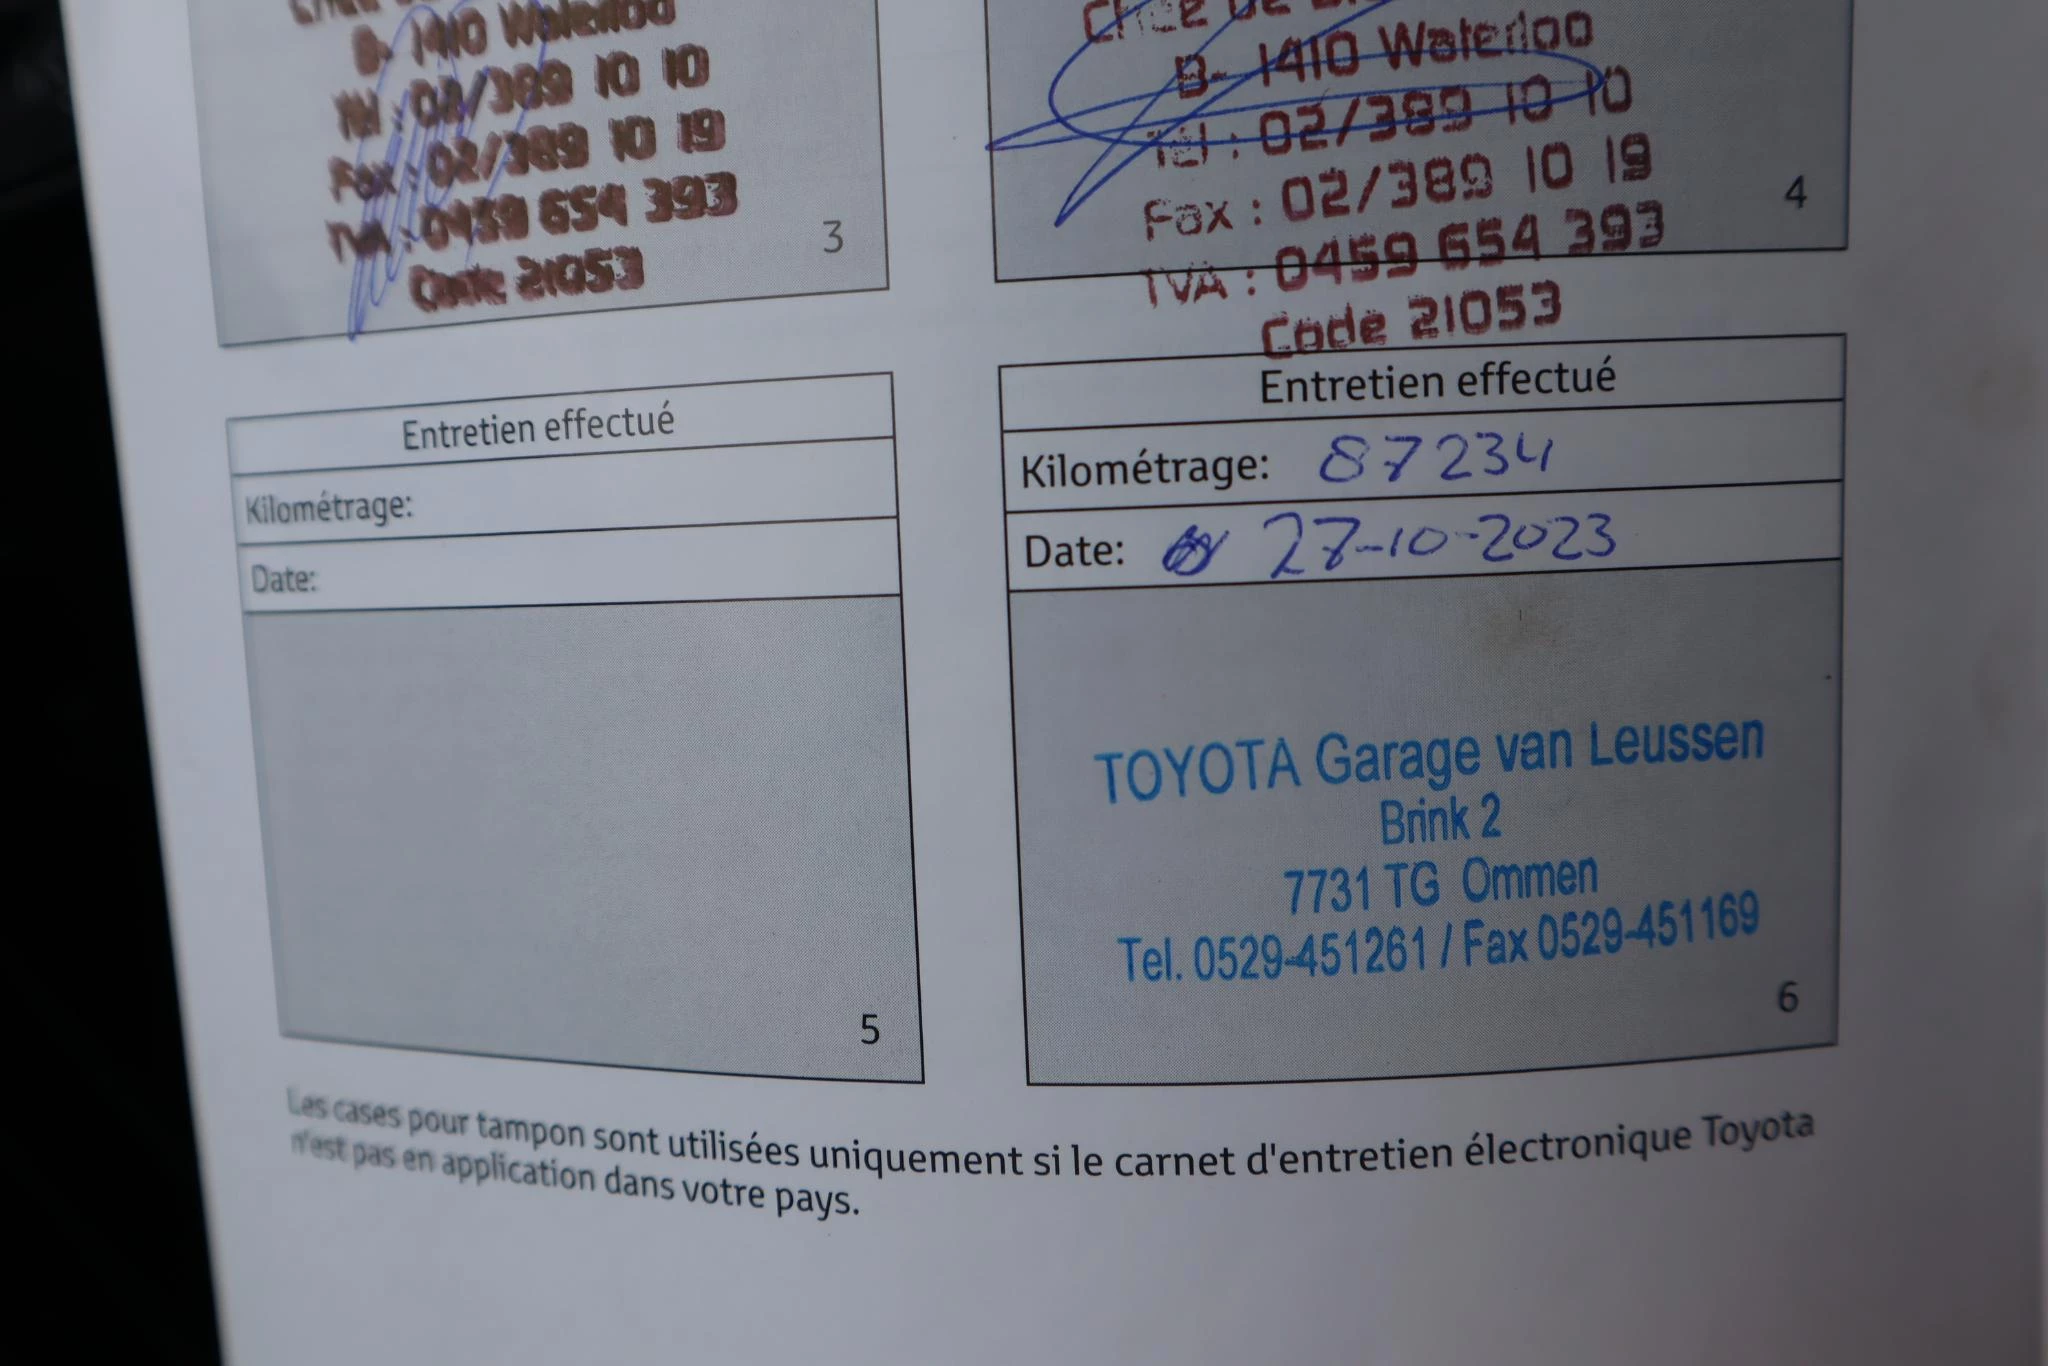 B- 1410 Waterloo
Tél : 02/389 10 10
Fax : 02/389 10 19
TVA : 0459 654 393
Code 21053
3
Chée de
B- 1410 Waterloo
Tél : 02/389 10 10
Fax : 02/389 10 19
TVA : 0459 654 393
Code 21053
4
Entretien effectué
Kilométrage:
Date:
5
Entretien effectué
Kilométrage: 87234
Date: 27-10-2023
TOYOTA Garage van Leussen
Brink 2
7731 TG Ommen
Tel. 0529-451261 / Fax 0529-451169
6
Les cases pour tampon sont utilisées uniquement si le carnet d'entretien électronique Toyota
n'est pas en application dans votre pays.